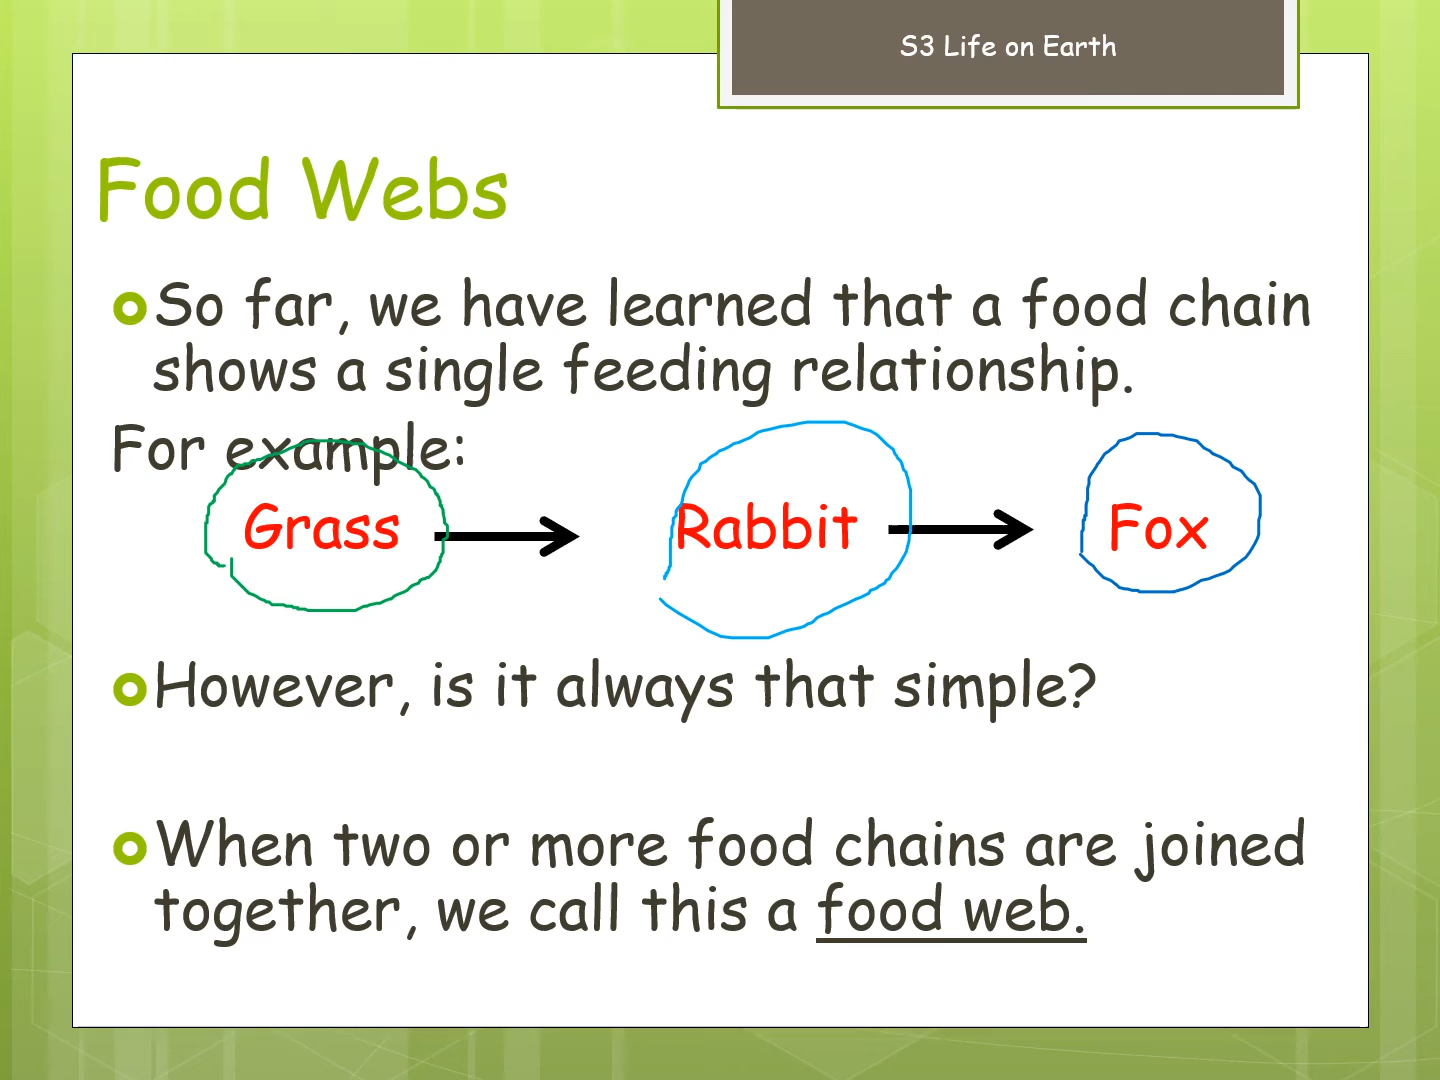 S3 Life on Earth
Food Webs
So far, we have learned that a food chain
shows a single feeding relationship.
For example:
Grass Rabbit Fox
However, is it always that simple?
When two or more food chains are joined
together, we call this a food web.